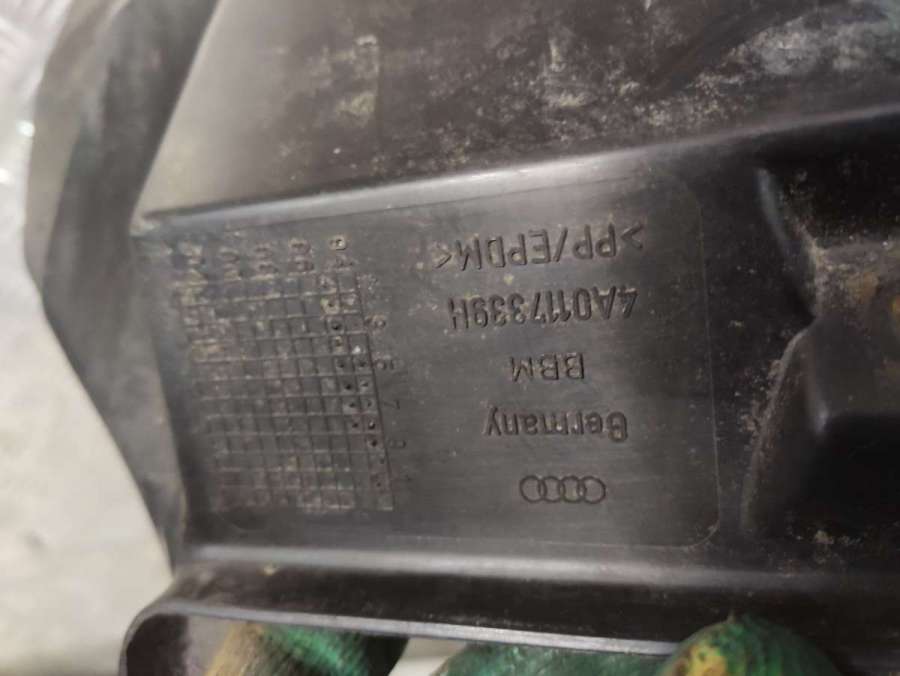 Germany
BBM
4A0117339H
>PP/EPDM<